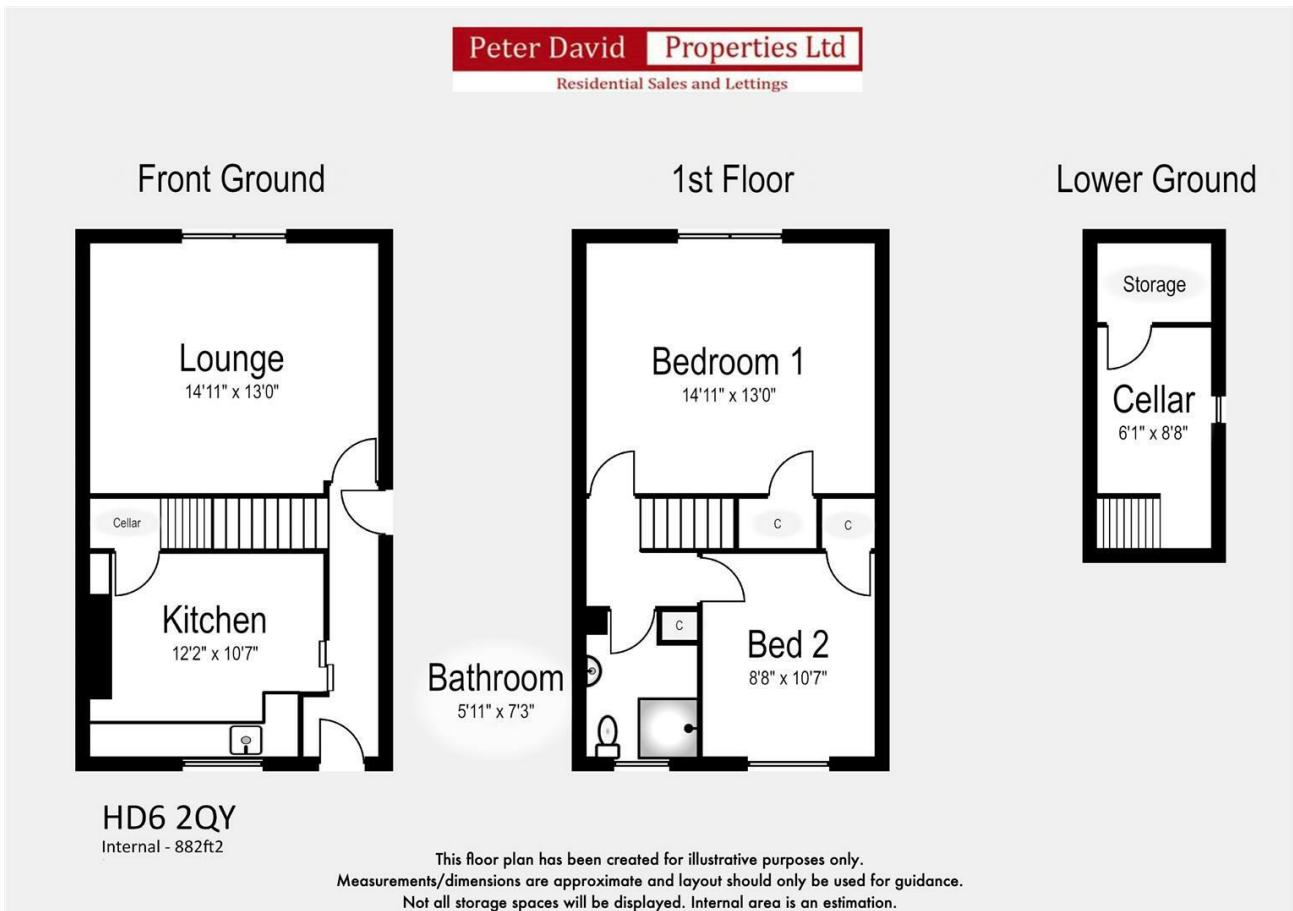 Peter David Properties Ltd
Residential Sales and Lettings
Front Ground
1st Floor
Lower Ground
Lounge
14'11" x 13'0"
Cellar
Kitchen
12'2" x 10'7"
Bedroom 1
14'11" x 13'0"
C
C
C
Bed 2
8'8" x 10'7"
Bathroom
5'11" x 7'3"
Storage
Cellar
6'1" x 8'8"
HD6 2QY
Internal - 882ft2
This floor plan has been created for illustrative purposes only.
Measurements/dimensions are approximate and layout should only be used for guidance.
Not all storage spaces will be displayed. Internal area is an estimation.